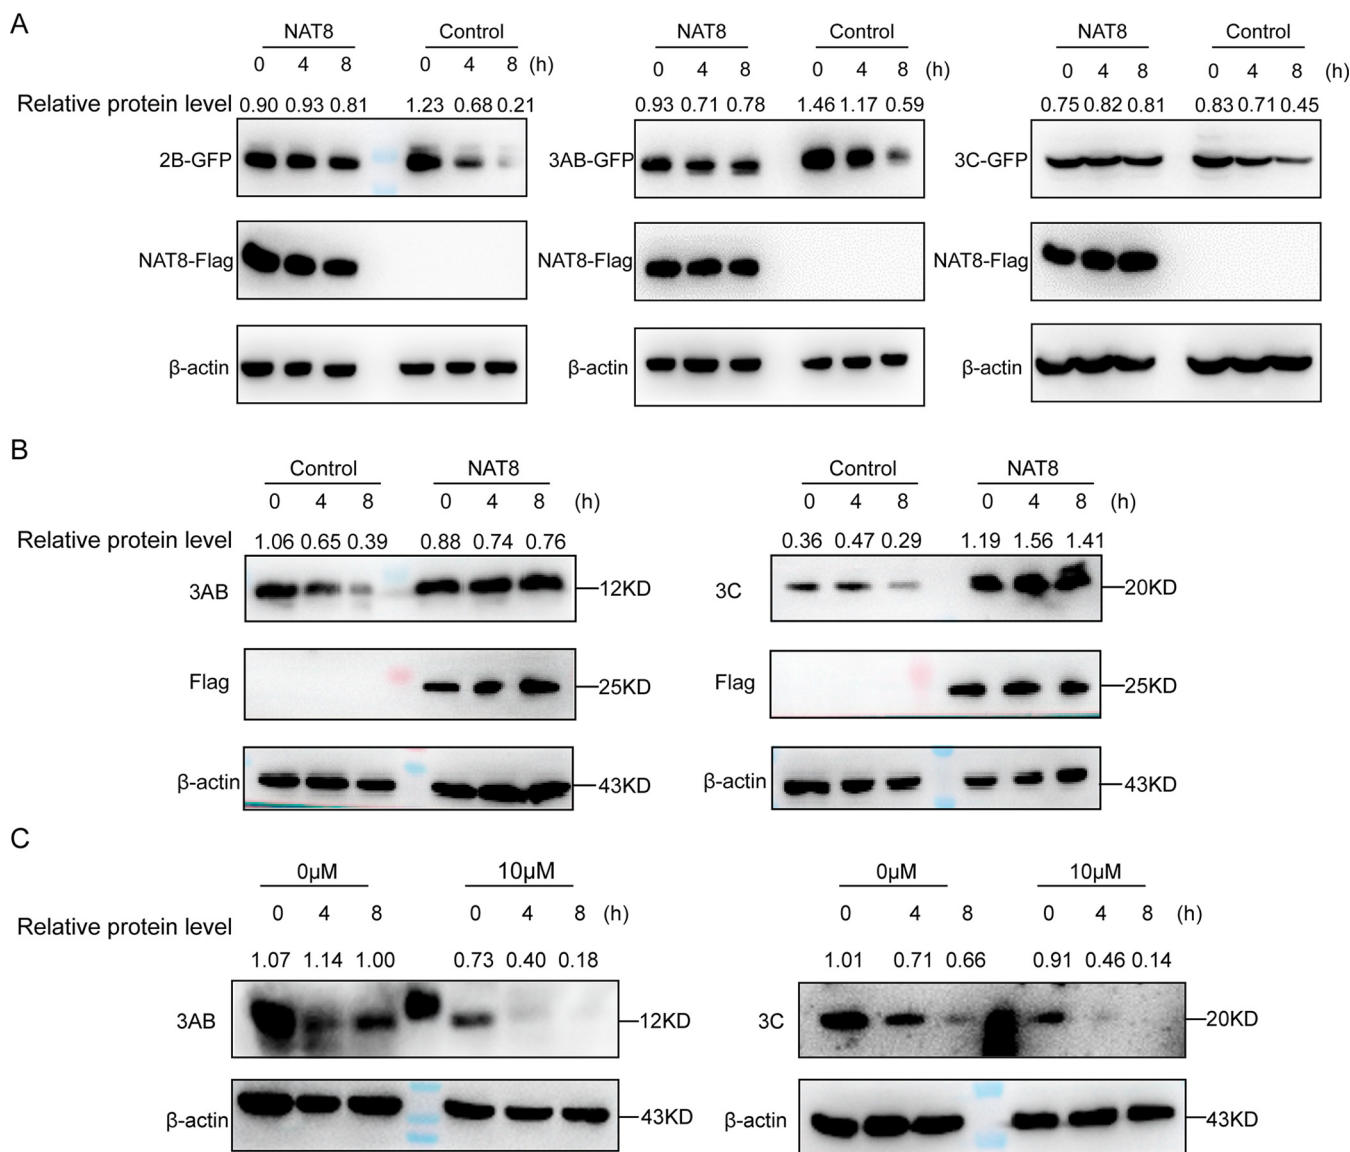 A
NAT8 Control NAT8 Control NAT8 Control
0 4 8 0 4 8 (h) 0 4 8 0 4 8 (h) 0 4 8 0 4 8 (h)
Relative protein level 0.90 0.93 0.81 1.23 0.68 0.21 0.93 0.71 0.78 1.46 1.17 0.59 0.75 0.82 0.81 0.83 0.71 0.45
2B-GFP 3AB-GFP 3C-GFP
NAT8-Flag NAT8-Flag NAT8-Flag
β-actin β-actin β-actin
B
Control NAT8 Control NAT8
0 4 8 0 4 8 (h) 0 4 8 0 4 8 (h)
Relative protein level 1.06 0.65 0.39 0.88 0.74 0.76 0.36 0.47 0.29 1.19 1.56 1.41
3AB 12KD 3C 20KD
Flag 25KD Flag 25KD
β-actin 43KD β-actin 43KD
C
0μM 10μM 0μM 10μM
0 4 8 0 4 8 (h) 0 4 8 0 4 8 (h)
Relative protein level
1.07 1.14 1.00 0.73 0.40 0.18 1.01 0.71 0.66 0.91 0.46 0.14
3AB 12KD 3C 20KD
β-actin 43KD β-actin 43KD